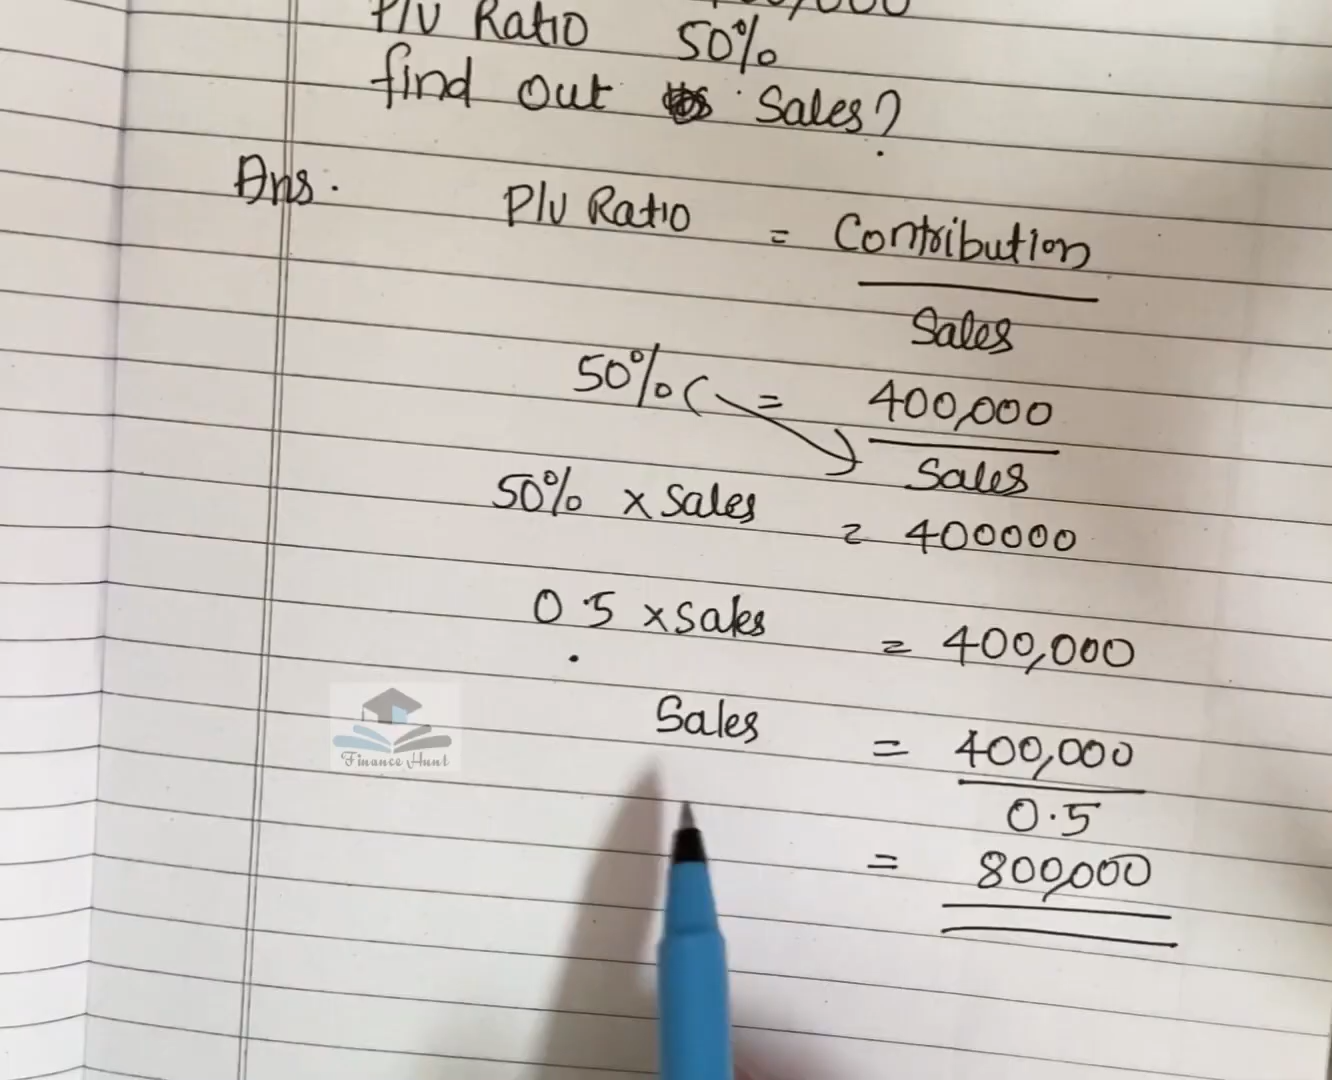 P/V Ratio 50%
find out Sales?
Ans. P/V Ratio = Contribution
Sales
50% = 400,000
Sales
50% x Sales = 400000
0.5 x Sales = 400,000
Sales = 400,000
0.5
= 800,000
Finance Hunt